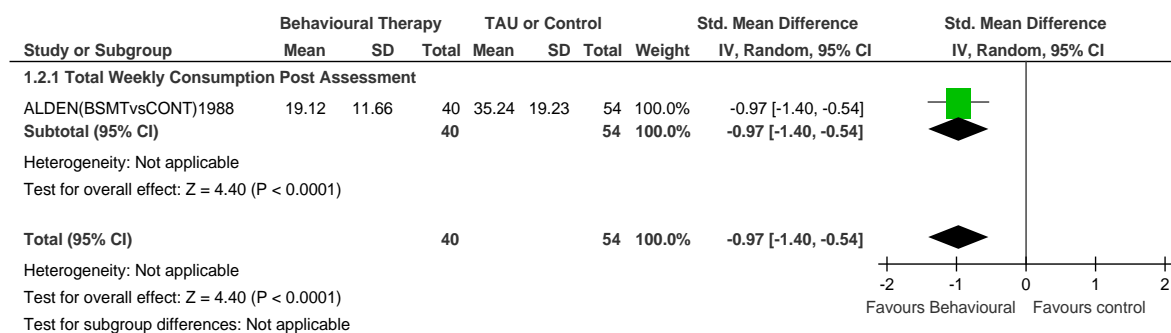 Behavioural Therapy TAU or Control Std. Mean Difference Std. Mean Difference
Study or Subgroup Mean SD Total Mean SD Total Weight IV, Random, 95% CI IV, Random, 95% CI
1.2.1 Total Weekly Consumption Post Assessment
ALDEN(BSMTvsCONT)1988 19.12 11.66 40 35.24 19.23 54 100.0% -0.97 [-1.40, -0.54]
Subtotal (95% CI) 40 54 100.0% -0.97 [-1.40, -0.54]
Heterogeneity: Not applicable
Test for overall effect: Z = 4.40 (P < 0.0001)
Total (95% CI) 40 54 100.0% -0.97 [-1.40, -0.54]
Heterogeneity: Not applicable
-2 -1 0 1 2
Test for overall effect: Z = 4.40 (P < 0.0001)
Favours Behavioural Favours control
Test for subgroup differences: Not applicable